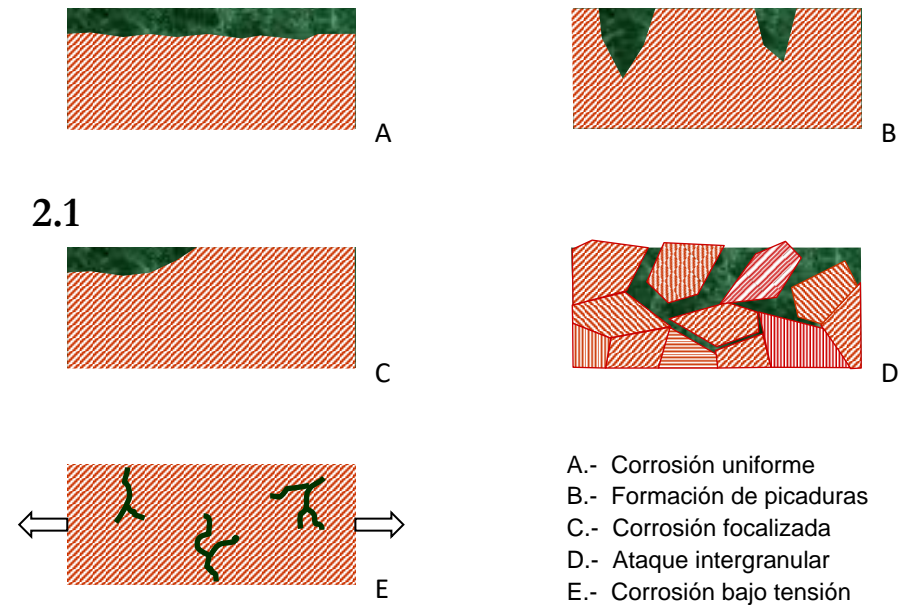 A
B
2.1
C
D
E
A.- Corrosión uniforme
B.- Formación de picaduras
C.- Corrosión focalizada
D.- Ataque intergranular
E.- Corrosión bajo tensión